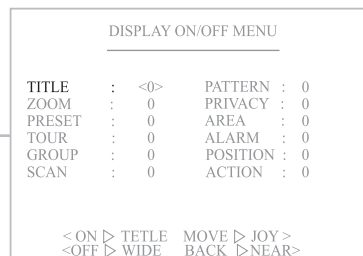 DISPLAY ON/OFF MENU
TITLE : <0> PATTERN : 0
ZOOM : 0 PRIVACY : 0
PRESET : 0 AREA : 0
TOUR : 0 ALARM : 0
GROUP : 0 POSITION : 0
SCAN : 0 ACTION : 0
< ON ▷ TETLE MOVE ▷ JOY >
<OFF ▷ WIDE BACK ▷NEAR>